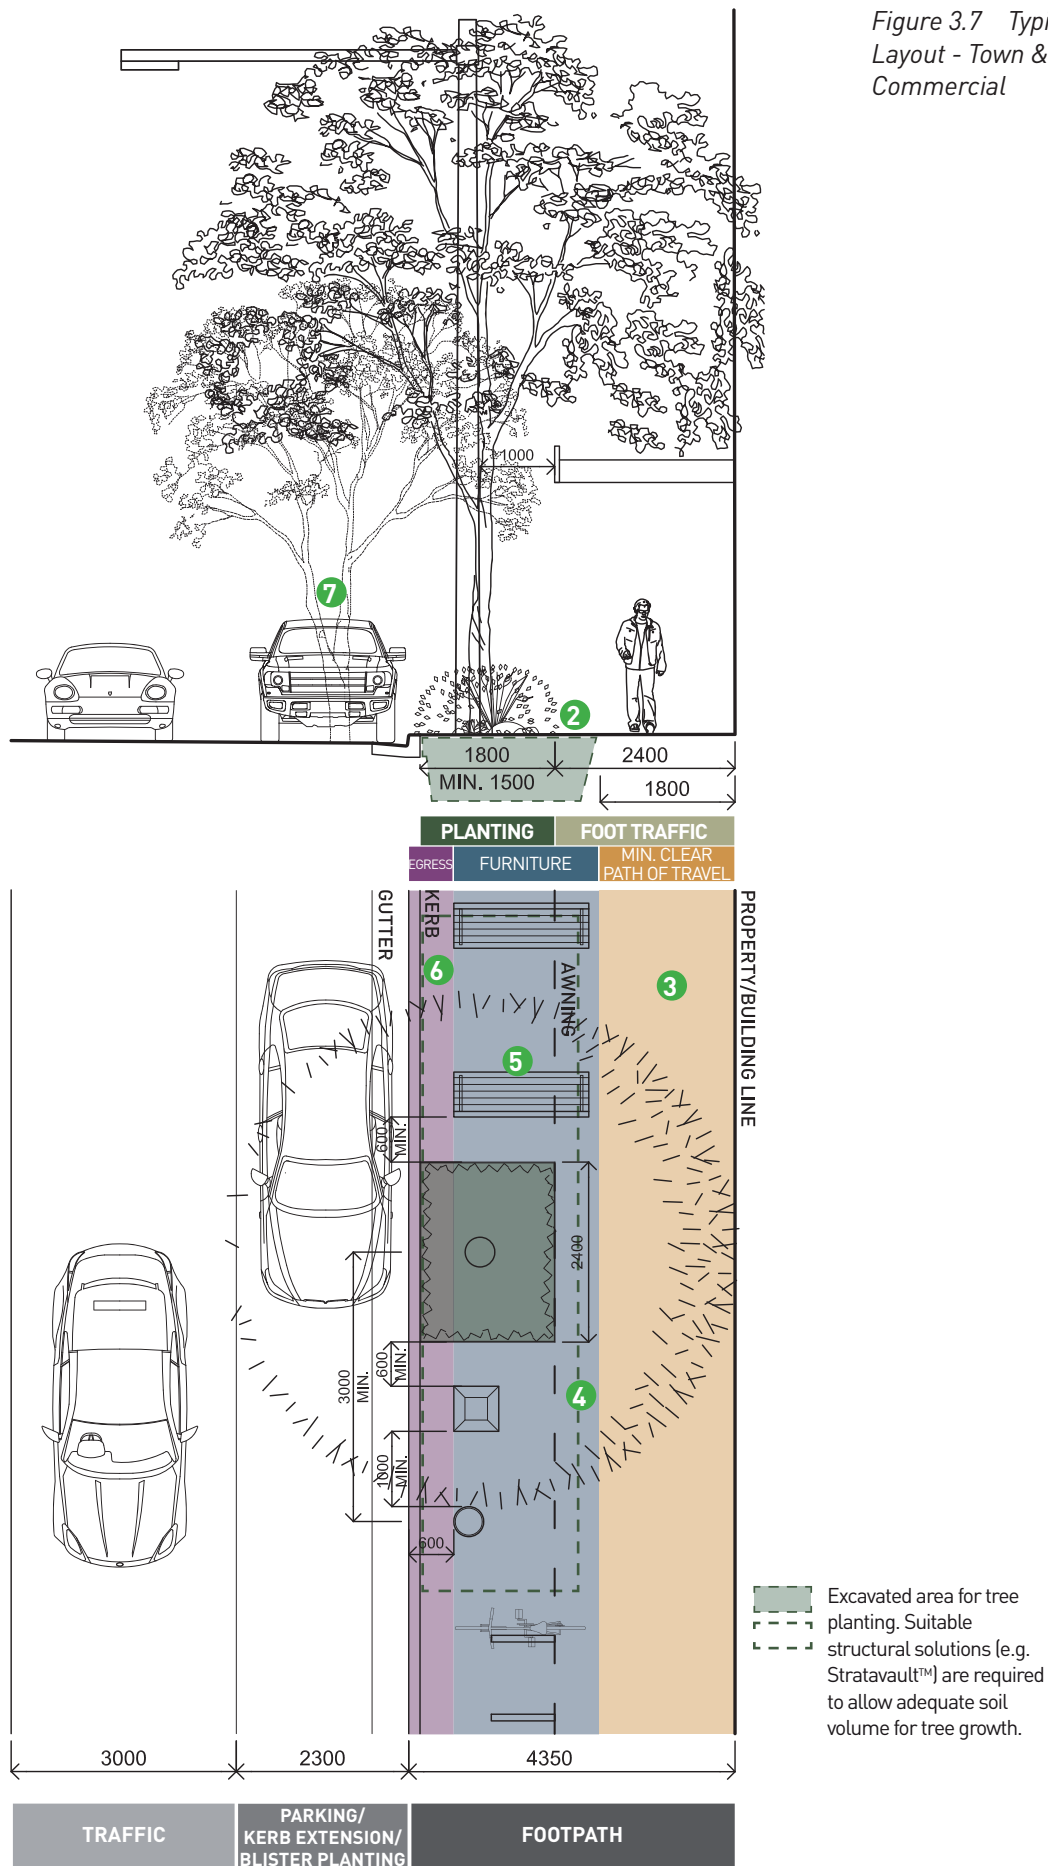 Figure 3.7 Typi
Layout - Town &
Commercial
1000
7
2
1800
2400
MIN. 1500
1800
PLANTING
FOOT TRAFFIC
EGRESS
FURNITURE
MIN. CLEAR
PATH OF TRAVEL
GUTTER
KERB
PROPERTY/BUILDING LINE
6
AWNING
3
5
600
MIN.
2400
600
MIN.
3000
MIN.
4
1000
MIN.
600
Excavated area for tree
planting. Suitable
structural solutions (e.g.
Stratavault™) are required
to allow adequate soil
volume for tree growth.
3000
2300
4350
TRAFFIC
PARKING/
KERB EXTENSION/
BLISTER PLANTING
FOOTPATH